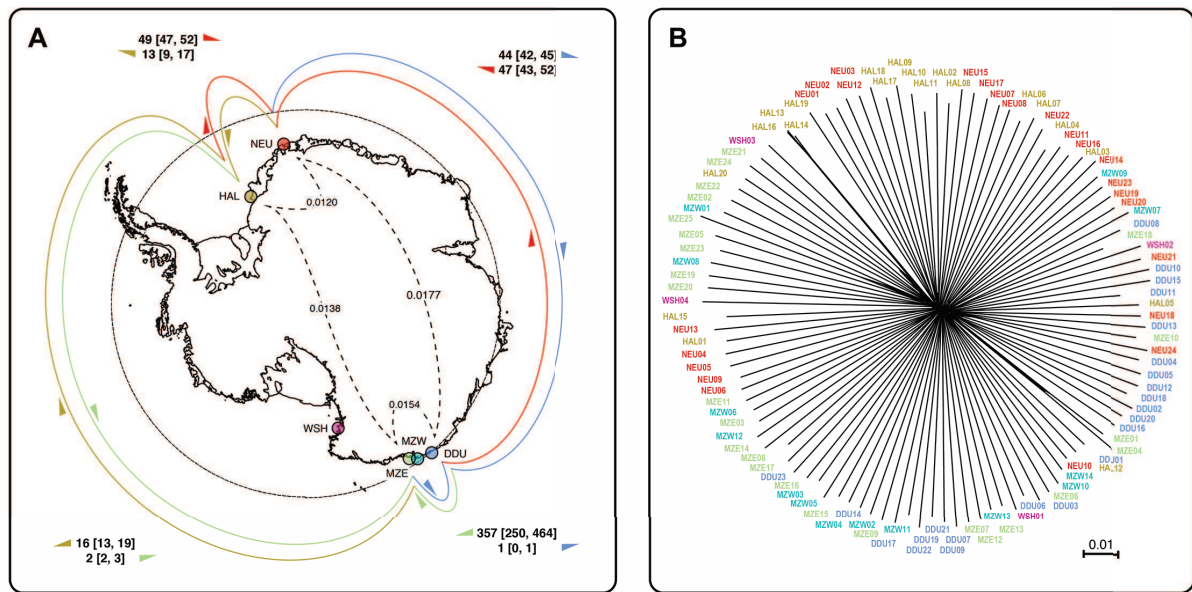 A
49 [47, 52]
13 [9, 17]
44 [42, 45]
47 [43, 52]
NEU
HAL
0.0120
0.0138
0.0177
0.0154
WSH
MZW
DDU
MZE
16 [13, 19]
2 [2, 3]
357 [250, 464]
1 [0, 1]
B
HAL09
NEU03
HAL18
HAL10
HAL02
NEU15
NEU02
NEU12
HAL17
HAL11
HAL08
NEU17
NEU01
NEU07
HAL06
HAL19
NEU08
HAL07
HAL13
NEU22
HAL16
HAL14
HAL04
NEU11
WSH03
NEU16
MZE21
HAL03
MZE24
NEU14
HAL20
MZW09
MZE22
NEU23
MZE02
NEU19
MZW01
NEU20
MZE25
MZW07
DDU08
MZE05
MZE18
MZE23
WSH02
MZW08
NEU21
MZE19
DDU10
MZE20
DDU15
WSH04
DDU11
HAL15
HAL05
NEU13
NEU18
HAL01
DDU13
NEU04
MZE10
NEU05
NEU24
NEU09
DDU04
NEU06
DDU05
MZE11
DDU12
MZW06
DDU18
MZE03
DDU02
MZW12
DDU20
MZE14
DDU16
MZE08
MZE01
MZE17
MZE04
DDU23
DDU01
MZE16
HAL12
MZW03
NEU10
MZW05
MZW14
MZE15
MZW10
MZW04
MZE06
DDU14
DDU03
MZW02
DDU06
MZE09
WSH01
DDU17
MZW13
MZW11
MZE13
DDU22
MZE12
DDU19
MZE07
DDU21
DDU07
DDU09
0.01